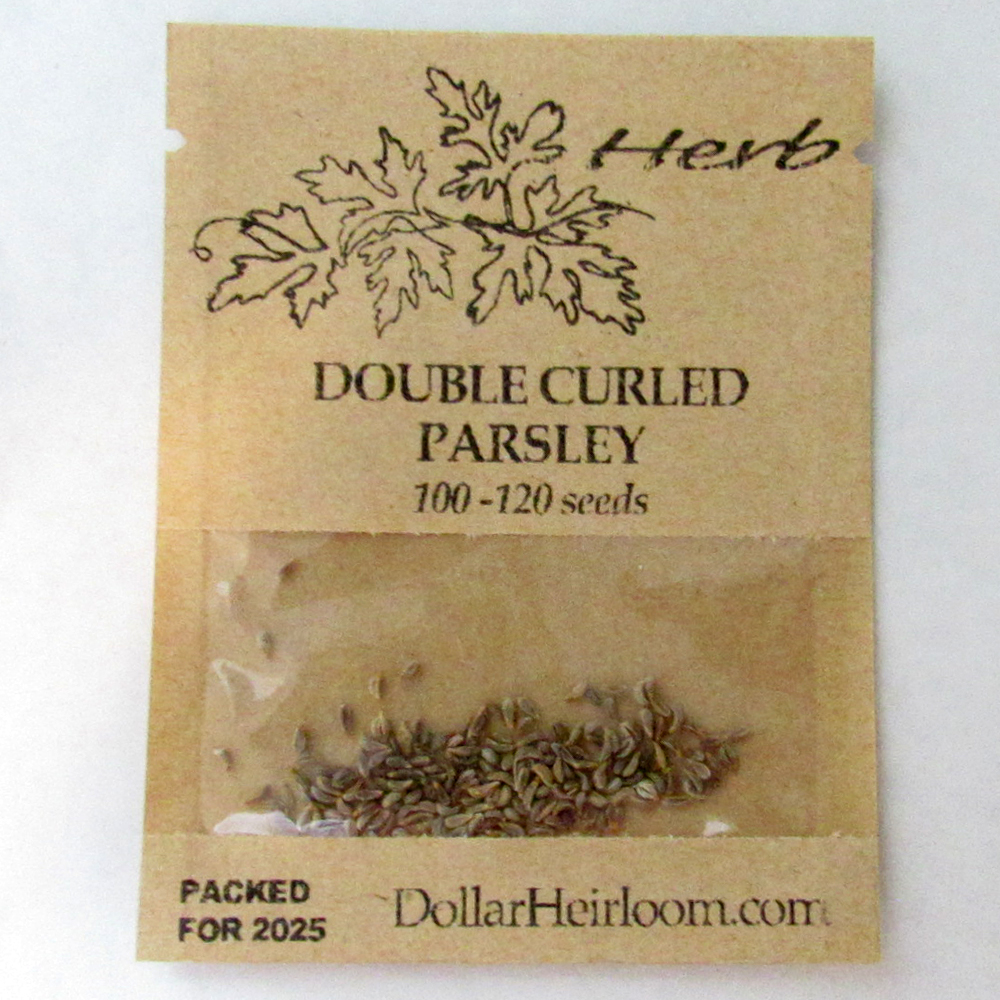 Herb
DOUBLE CURLED
PARSLEY
100 -120 seeds
PACKED
FOR 2025
DollarHeirloom.com